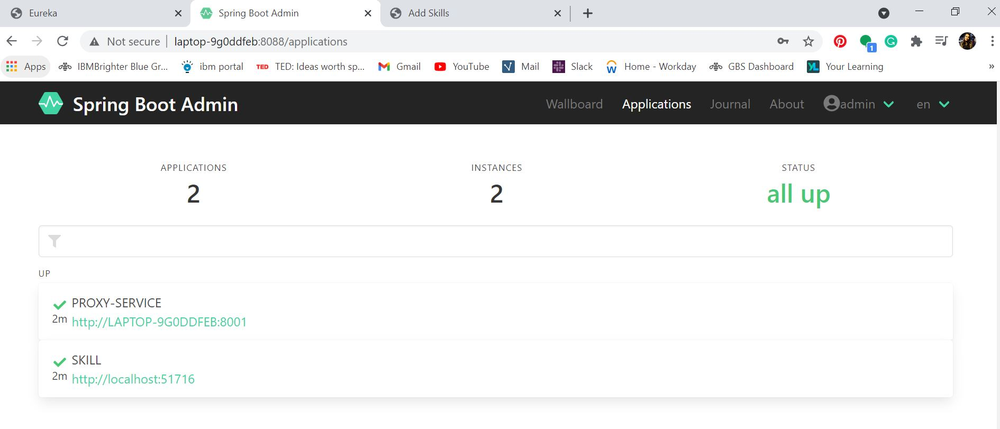 Eureka Spring Boot Admin Add Skills
Not secure laptop-9g0ddfeb:8088/applications 1
Apps IBMBrighter Blue Gr... ibm portal TED TED: Ideas worth sp... Gmail YouTube Mail Slack Home - Workday GBS Dashboard YL Your Learning »
Spring Boot Admin Wallboard Applications Journal About admin en
APPLICATIONS INSTANCES STATUS
2 2 all up
UP
PROXY-SERVICE
2m http://LAPTOP-9G0DDFEB:8001
SKILL
2m http://localhost:51716